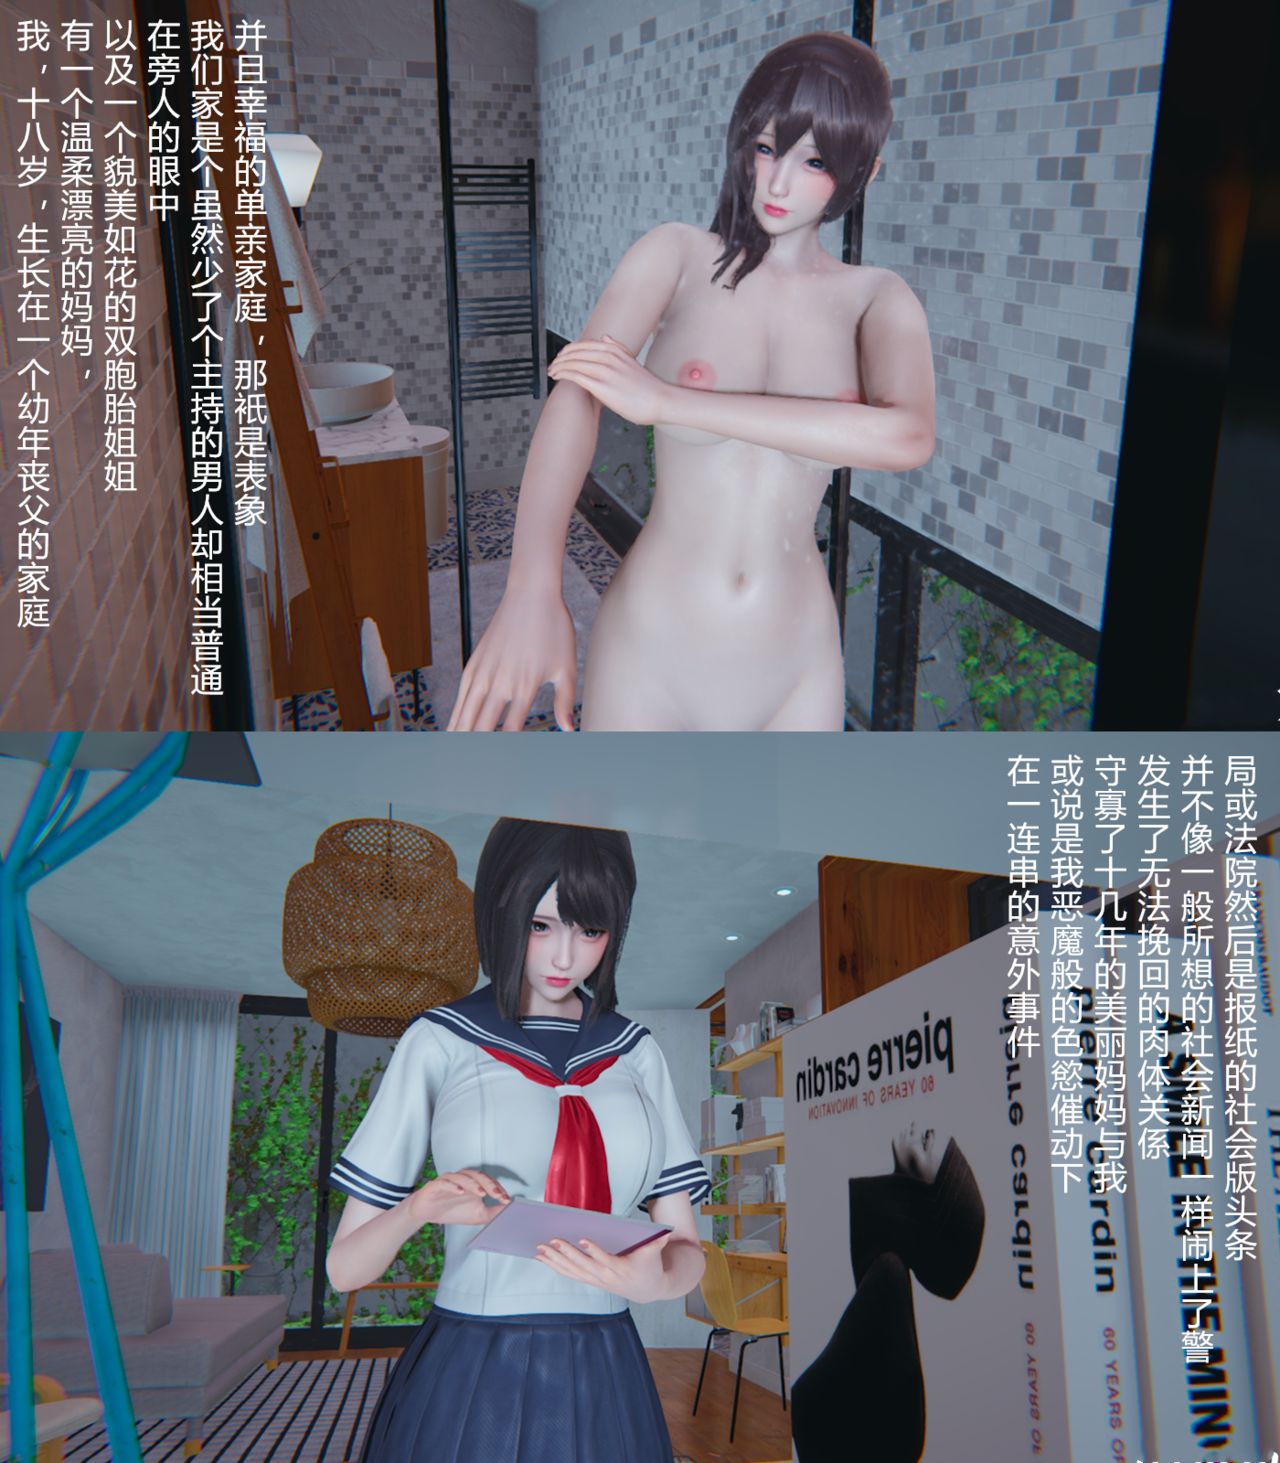 我，十八岁，生长在一个幼年丧父的家庭
有一个温柔漂亮的妈妈，
以及一个貌美如花的双胞胎姐姐
在旁人的眼中
我们家是个虽然少了个主持的男人却相当普通
并且幸福的单亲家庭，那衹是表象
在一连串的意外事件
或说是我恶魔般的色慾催动下
守寡了十几年的美丽妈妈与我
发生了无法挽回的肉体关係
并不像一般所想的社会新闻一样闹上了警
局或法院然后是报纸的社会版头条
pierre cardin
60 YEARS OF INNOVATION
pierre cardin
pierre cardin